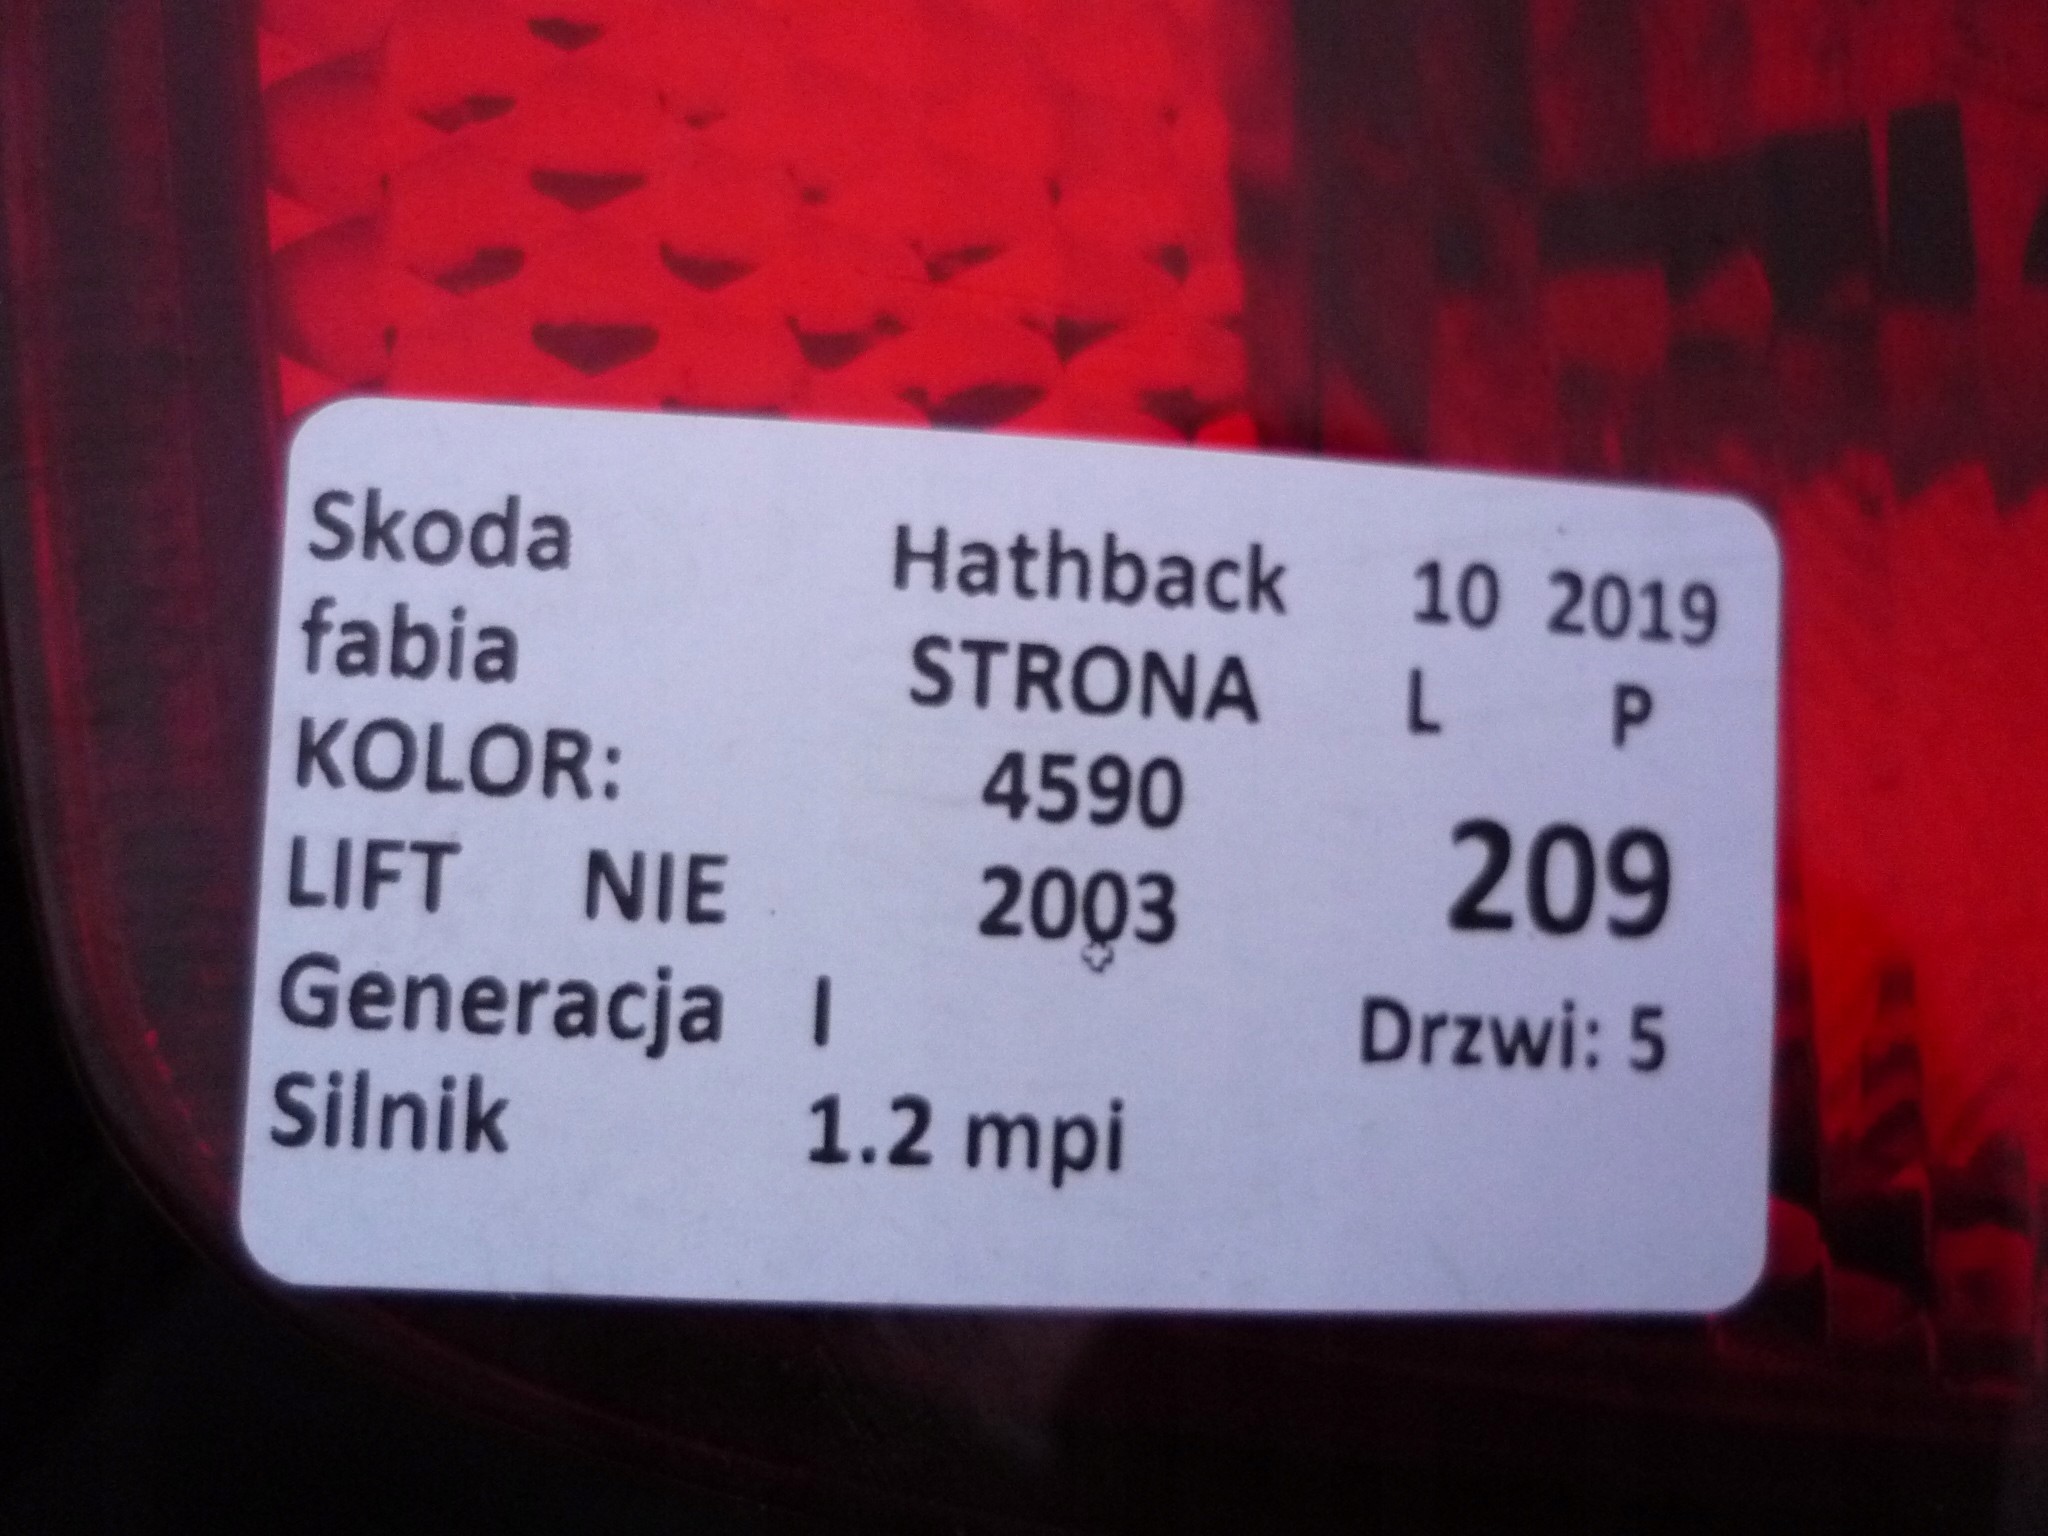 Skoda Hathback 10 2019
fabia STRONA L P
KOLOR: 4590
LIFT NIE 2003 209
Generacja I Drzwi: 5
Silnik 1.2 mpi